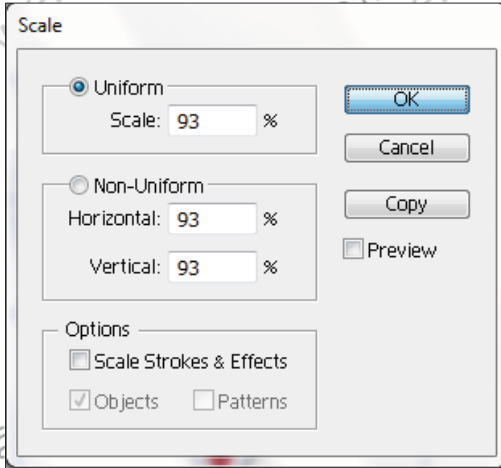 Scale
Uniform
Scale: 93 %
Non-Uniform
Horizontal: 93 %
Vertical: 93 %
Options
Scale Strokes & Effects
Objects Patterns
OK
Cancel
Copy
Preview